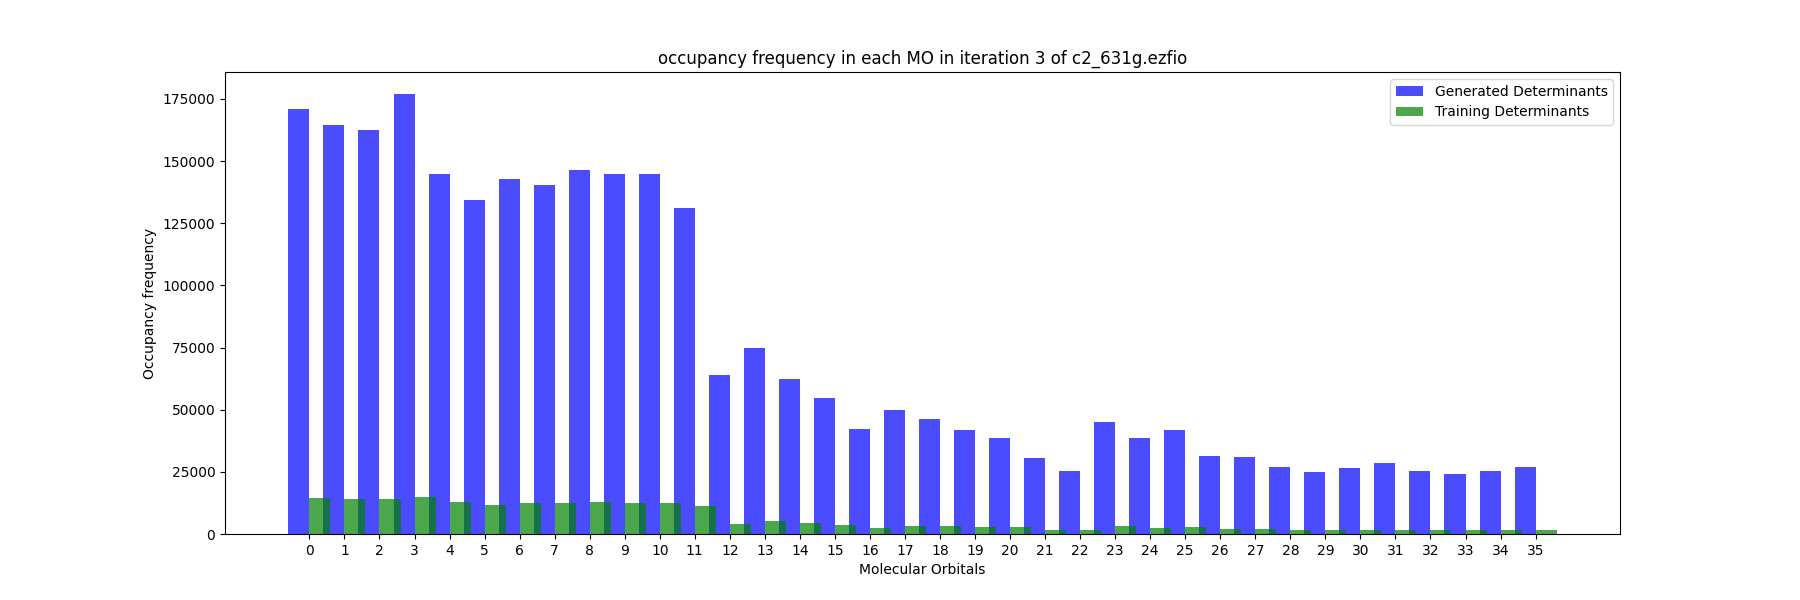 occupancy frequency in each MO in iteration 3 of c2_631g.ezfio
Generated Determinants
Training Determinants
Occupancy frequency
175000
150000
125000
100000
75000
50000
25000
0
0 1 2 3 4 5 6 7 8 9 10 11 12 13 14 15 16 17 18 19 20 21 22 23 24 25 26 27 28 29 30 31 32 33 34 35
Molecular Orbitals